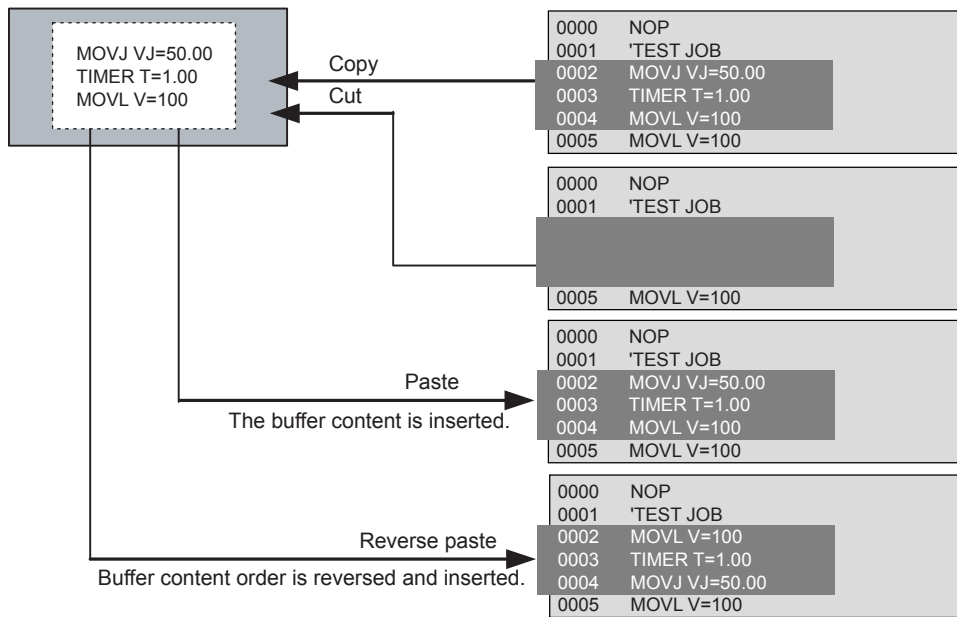 MOVJ VJ=50.00
TIMER T=1.00
MOVL V=100
Copy
Cut
0000 NOP
0001 'TEST JOB
0002 MOVJ VJ=50.00
0003 TIMER T=1.00
0004 MOVL V=100
0005 MOVL V=100
0000 NOP
0001 'TEST JOB
0005 MOVL V=100
Paste
The buffer content is inserted.
0000 NOP
0001 'TEST JOB
0002 MOVJ VJ=50.00
0003 TIMER T=1.00
0004 MOVL V=100
0005 MOVL V=100
Reverse paste
Buffer content order is reversed and inserted.
0000 NOP
0001 'TEST JOB
0002 MOVL V=100
0003 TIMER T=1.00
0004 MOVJ VJ=50.00
0005 MOVL V=100